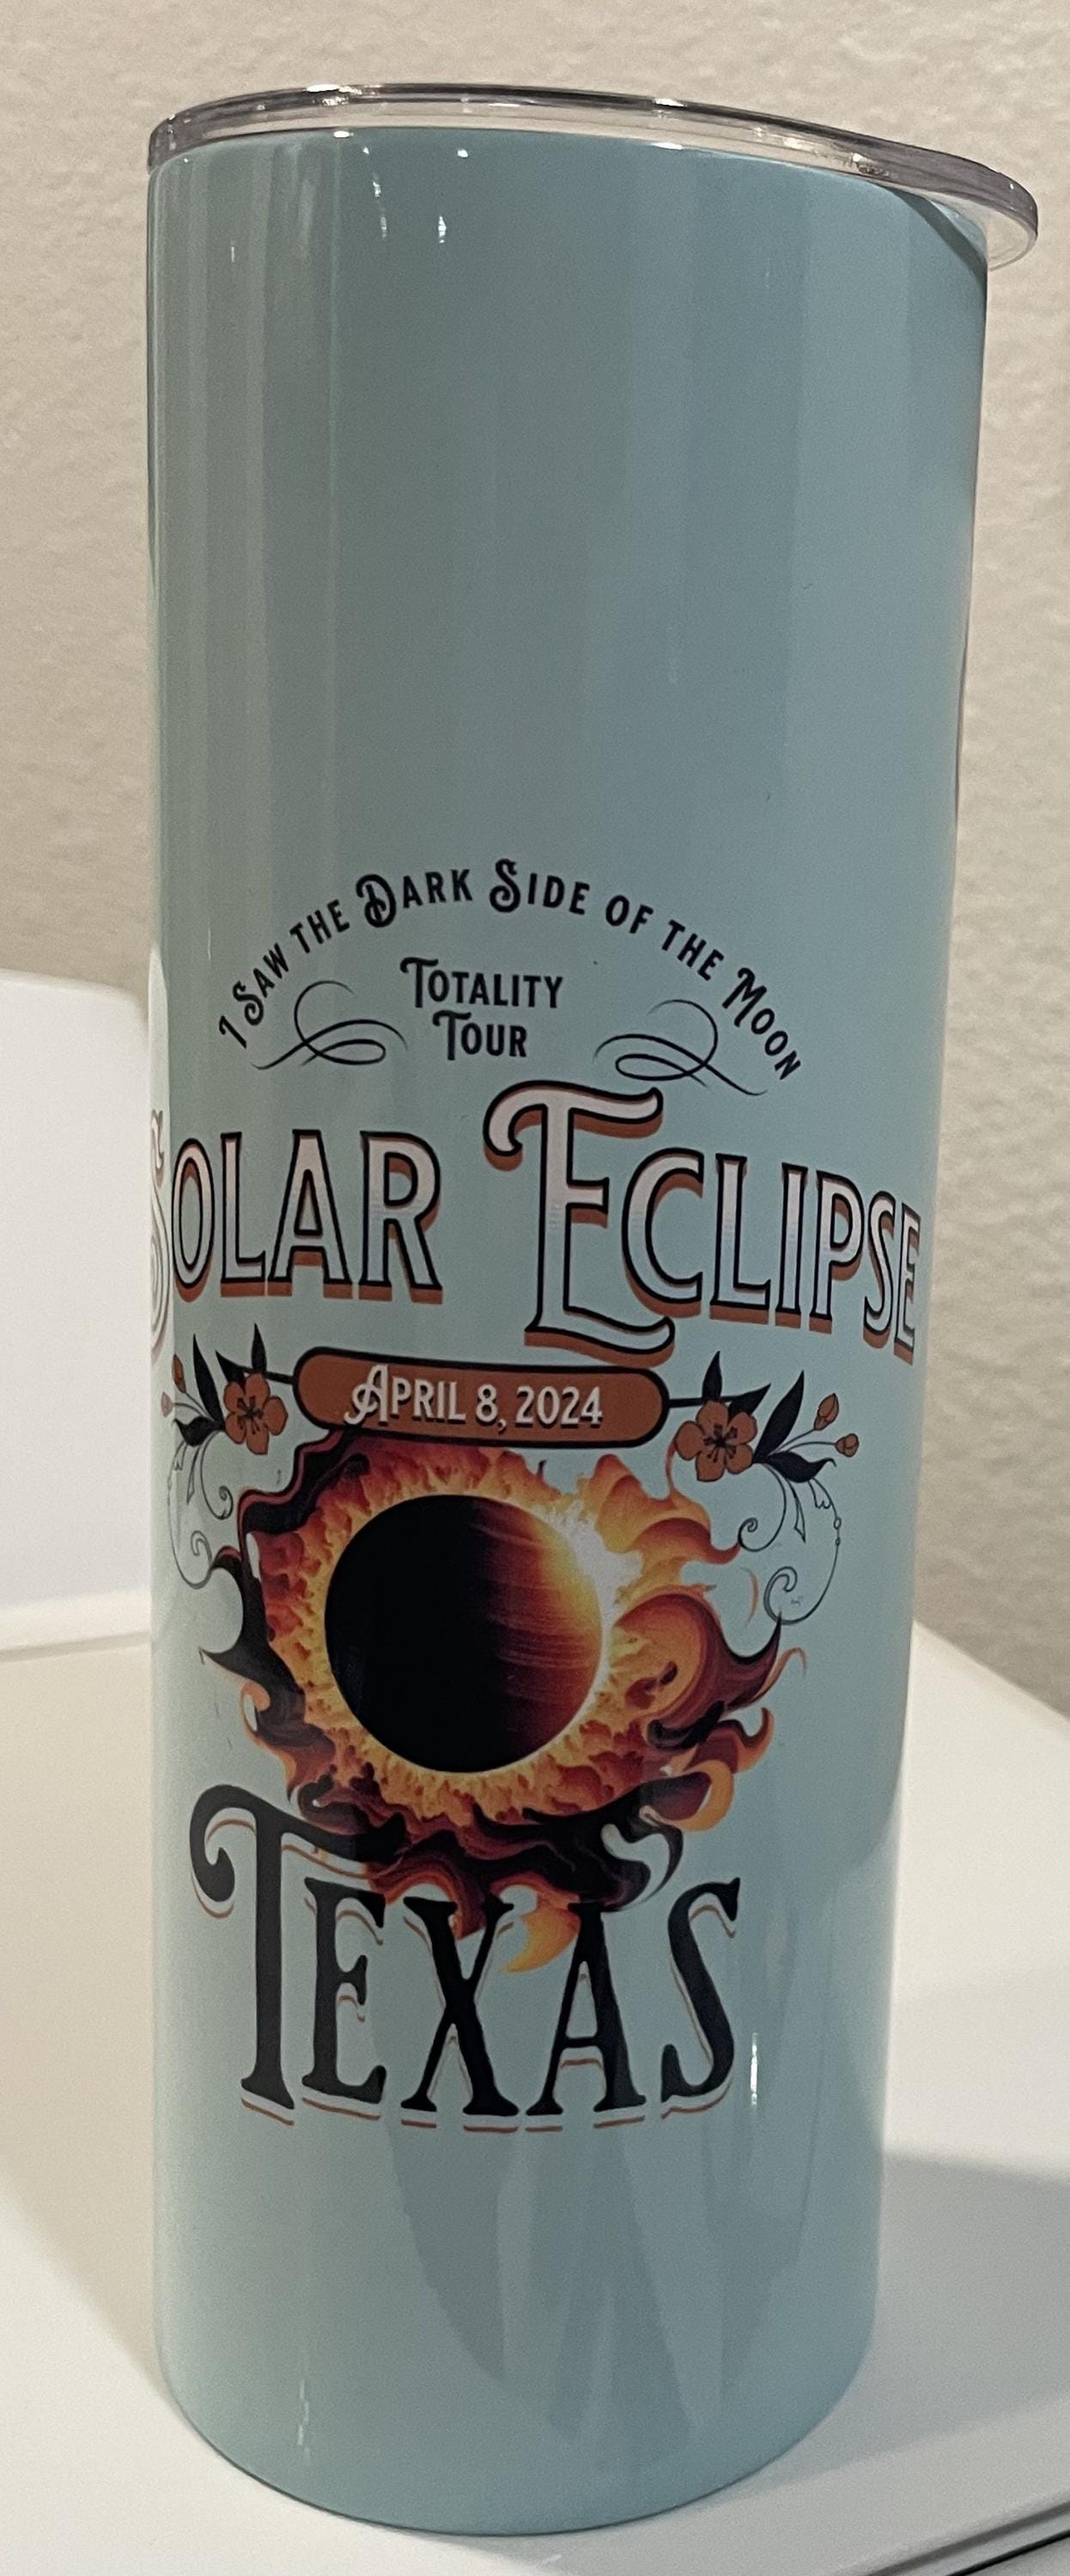 I Saw the Dark Side of the Moon
Totality
Tour
Solar Eclipse
April 8, 2024
Texas